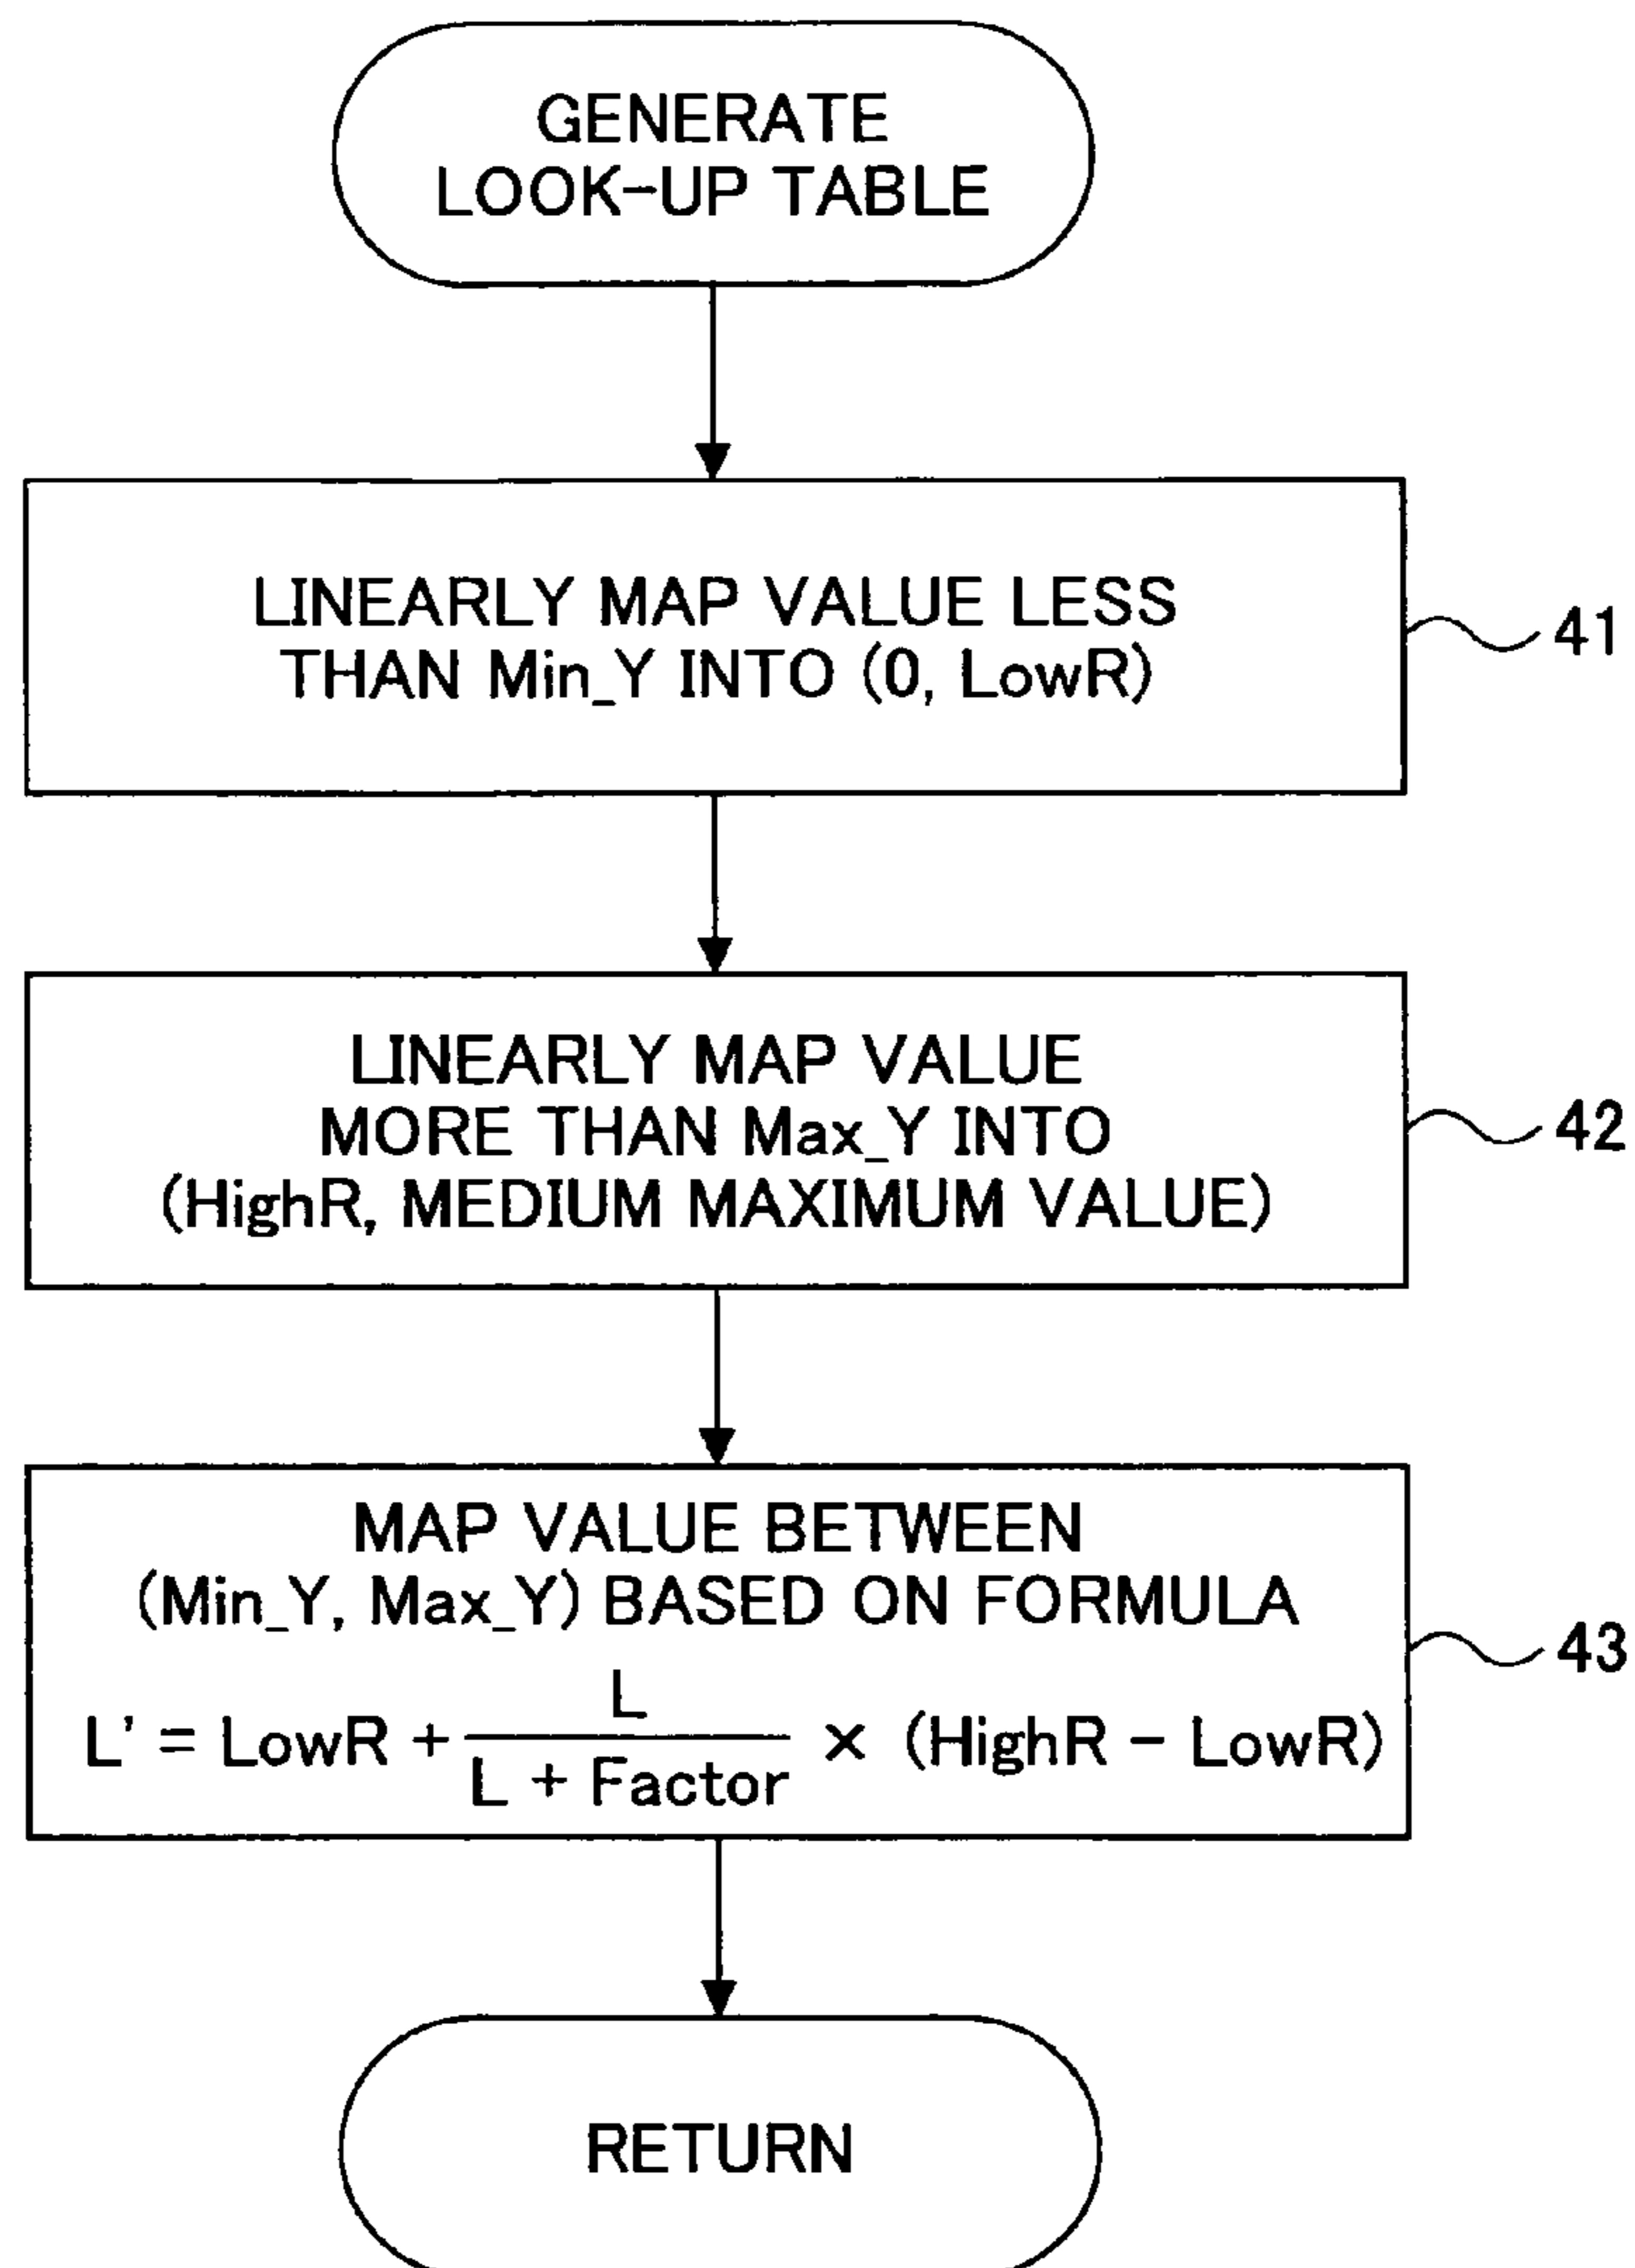 GENERATE
LOOK-UP TABLE
LINEARLY MAP VALUE LESS
THAN Min_Y INTO (0, LowR)
41
LINEARLY MAP VALUE
MORE THAN Max_Y INTO
(HighR, MEDIUM MAXIMUM VALUE)
42
MAP VALUE BETWEEN
(Min_Y, Max_Y) BASED ON FORMULA
L' = LowR + L / (L + Factor) × (HighR - LowR)
43
RETURN